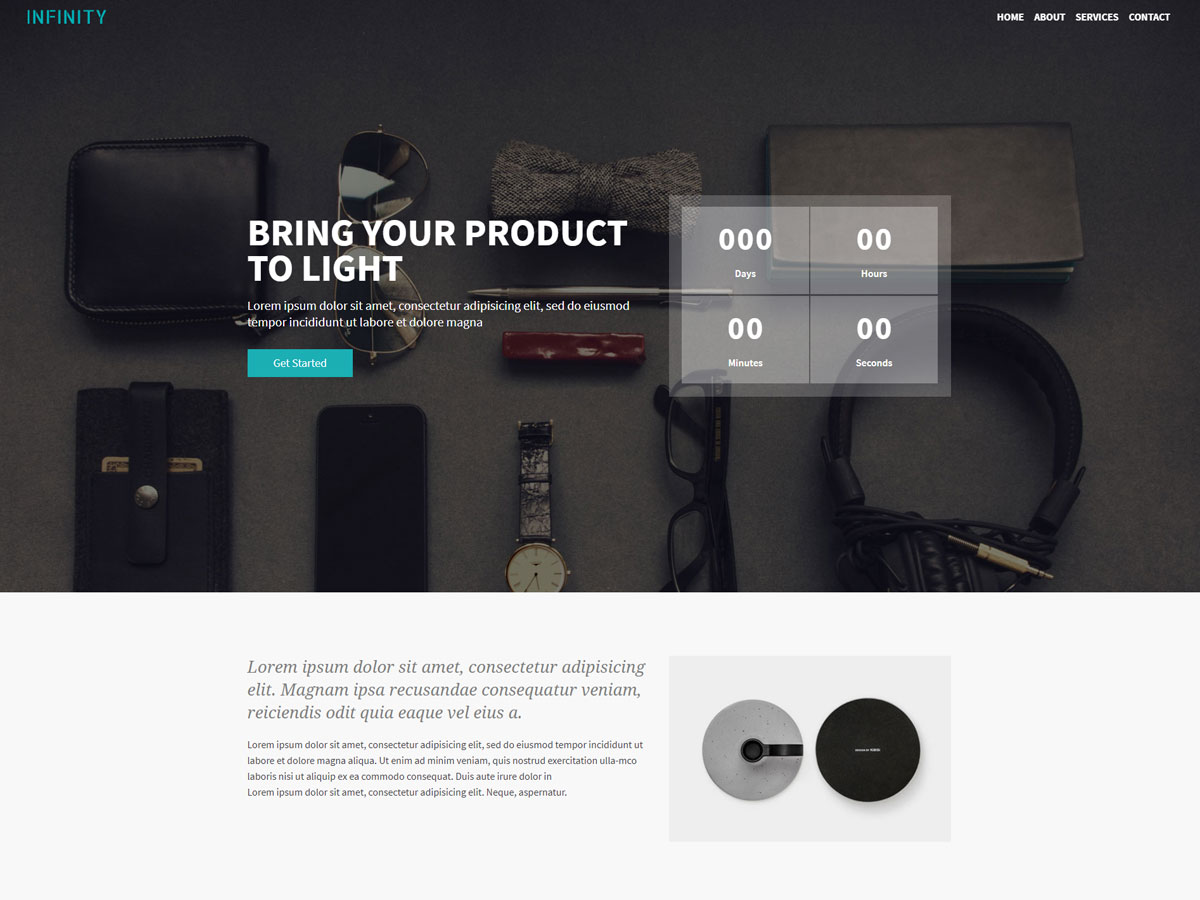 INFINITY
HOME ABOUT SERVICES CONTACT
BRING YOUR PRODUCT
TO LIGHT
Lorem ipsum dolor sit amet, consectetur adipisicing elit, sed do eiusmod
tempor incididunt ut labore et dolore magna
Get Started
000 00
Days Hours
00 00
Minutes Seconds
Lorem ipsum dolor sit amet, consectetur adipisicing
elit. Magnam ipsa recusandae consequatur veniam,
reiciendis odit quia eaque vel eius a.
Lorem ipsum dolor sit amet, consectetur adipisicing elit, sed do eiusmod tempor incididunt ut
labore et dolore magna aliqua. Ut enim ad minim veniam, quis nostrud exercitation ulla-mco
laboris nisi ut aliquip ex ea commodo consequat. Duis aute irure dolor in
Lorem ipsum dolor sit amet, consectetur adipisicing elit. Neque, aspernatur.